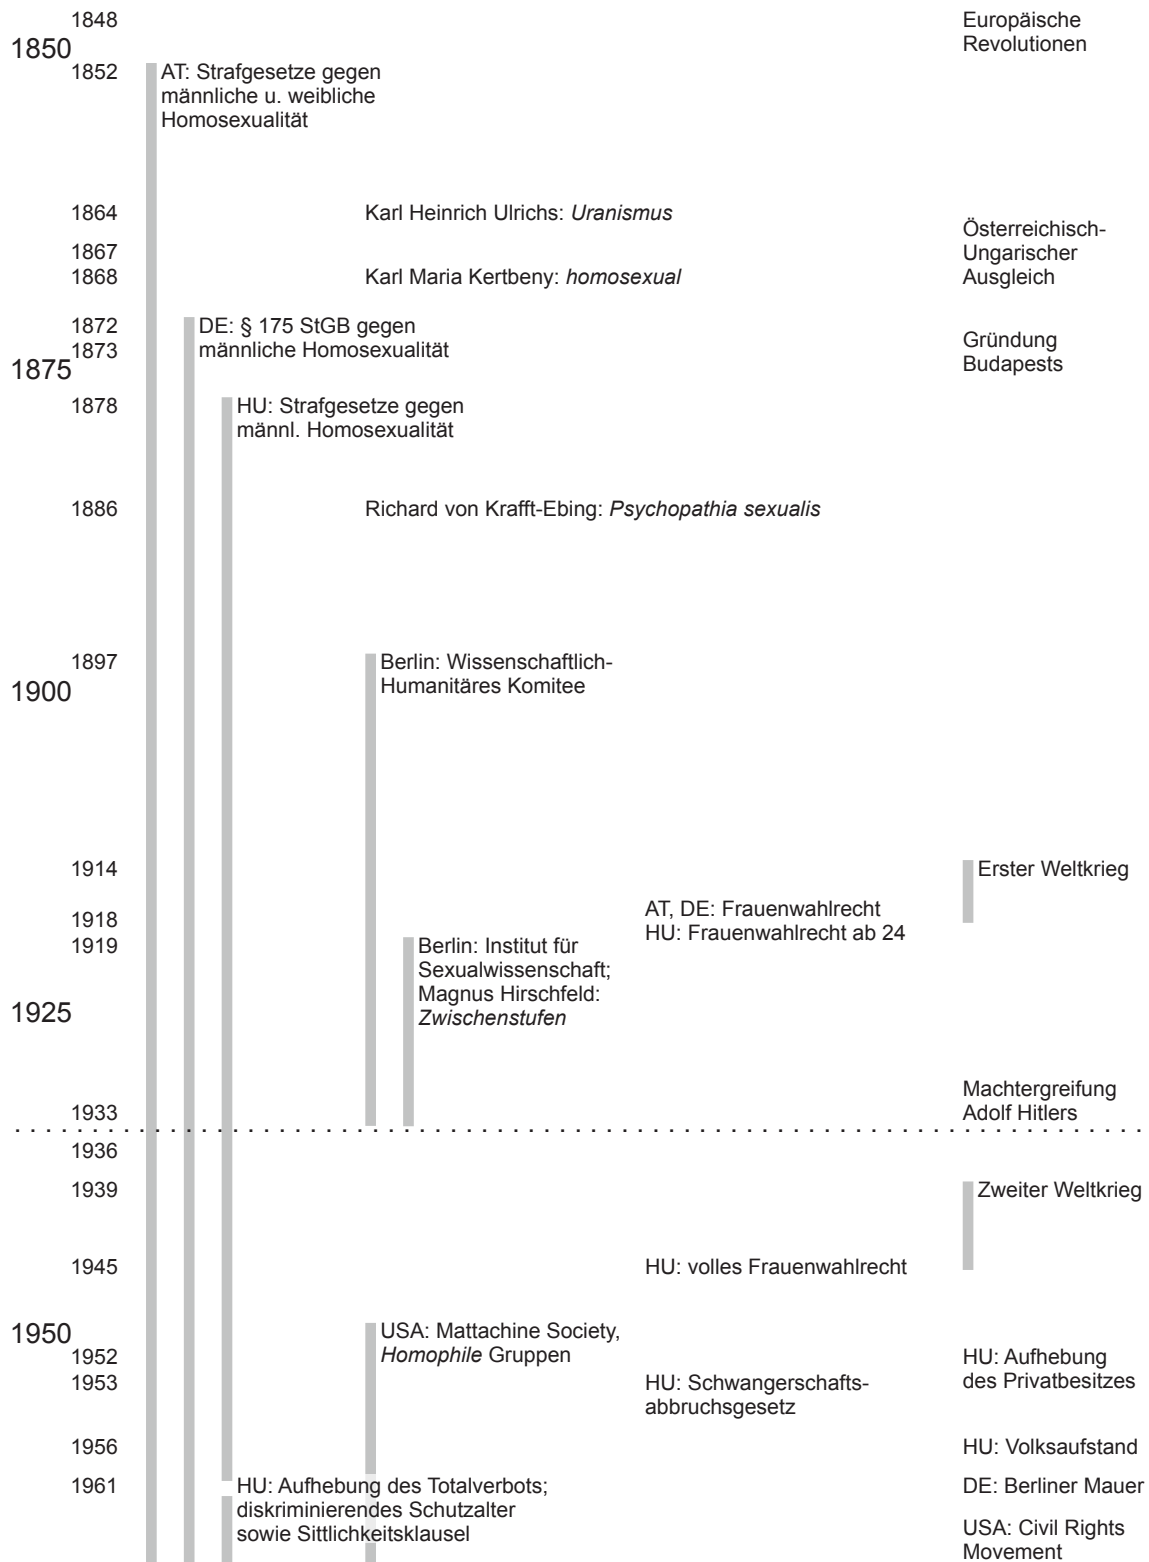 1848
Europäische
Revolutionen
1850
1852
AT: Strafgesetze gegen
männliche u. weibliche
Homosexualität
1864
Karl Heinrich Ulrichs: Uranismus
1867
Österreichisch-
Ungarischer
Ausgleich
1868
Karl Maria Kertbeny: homosexual
1872
DE: § 175 StGB gegen
männliche Homosexualität
1873
Gründung
Budapests
1875
1878
HU: Strafgesetze gegen
männl. Homosexualität
1886
Richard von Krafft-Ebing: Psychopathia sexualis
1897
Berlin: Wissenschaftlich-
Humanitäres Komitee
1900
1914
Erster Weltkrieg
1918
AT, DE: Frauenwahlrecht
HU: Frauenwahlrecht ab 24
1919
Berlin: Institut für
Sexualwissenschaft;
Magnus Hirschfeld:
Zwischenstufen
1925
1933
Machtergreifung
Adolf Hitlers
1936
1939
Zweiter Weltkrieg
1945
HU: volles Frauenwahlrecht
1950
USA: Mattachine Society,
Homophile Gruppen
1952
HU: Aufhebung
des Privatbesitzes
1953
HU: Schwangerschafts-
abbruchsgesetz
1956
HU: Volksaufstand
1961
HU: Aufhebung des Totalverbots;
diskriminierendes Schutzalter
sowie Sittlichkeitsklausel
DE: Berliner Mauer
USA: Civil Rights
Movement